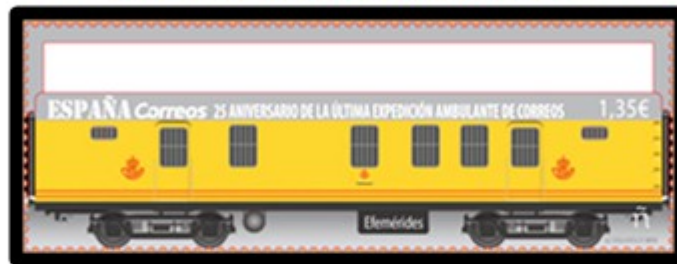 ESPAÑA Correos 25 ANIVERSARIO DE LA ÚLTIMA EXPEDICIÓN AMBULANTE DE CORREOS 1,35€
Efemérides
ñ